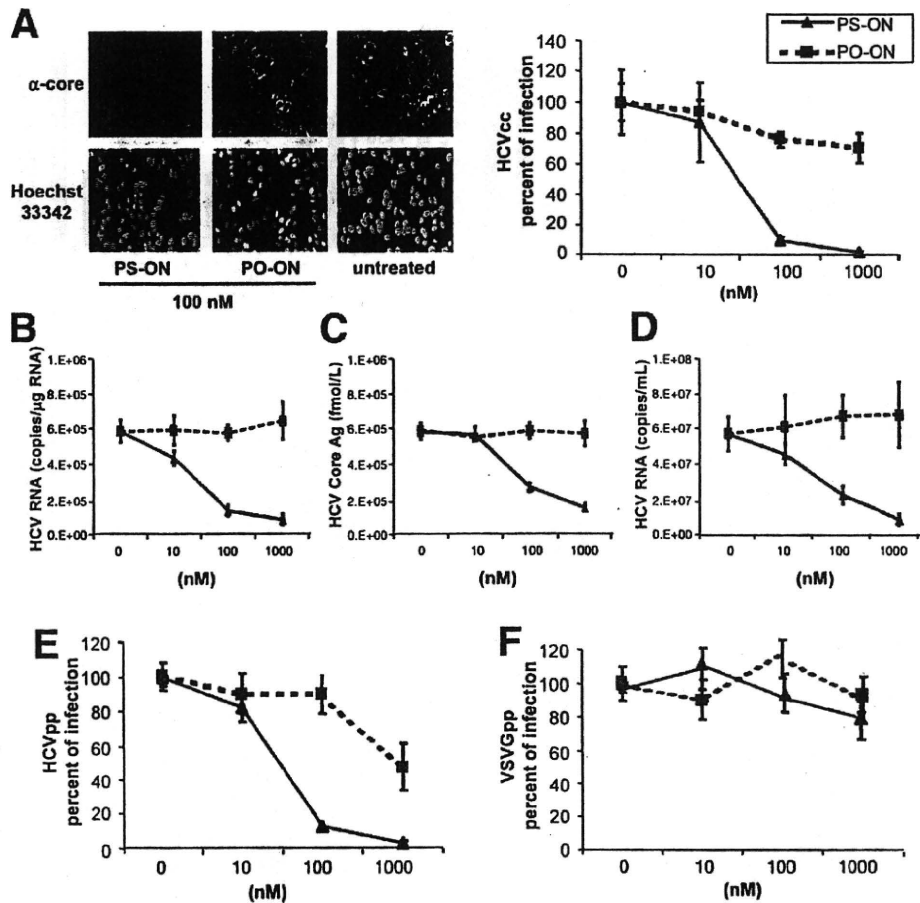 A
α-core
Hoechst
33342
PS-ON
PO-ON
untreated
100 nM
PS-ON
PO-ON
HCVcc
percent of infection
140
120
100
80
60
40
20
0
0
10
100
1000
(nM)
B
HCV RNA (copies/μg RNA)
1.E+06
8.E+05
6.E+05
4.E+05
2.E+05
0.E+00
0
10
100
1000
(nM)
C
HCV Core Ag (fmol/L)
1.E+06
8.E+05
6.E+05
4.E+05
2.E+05
0.E+00
0
10
100
1000
(nM)
D
HCV RNA (copies/mL)
1.E+08
8.E+07
6.E+07
4.E+07
2.E+07
0.E+00
0
10
100
1000
(nM)
E
HCVpp
percent of infection
120
100
80
60
40
20
0
0
10
100
1000
(nM)
F
VSVGpp
percent of infection
120
100
80
60
40
20
0
0
10
100
1000
(nM)